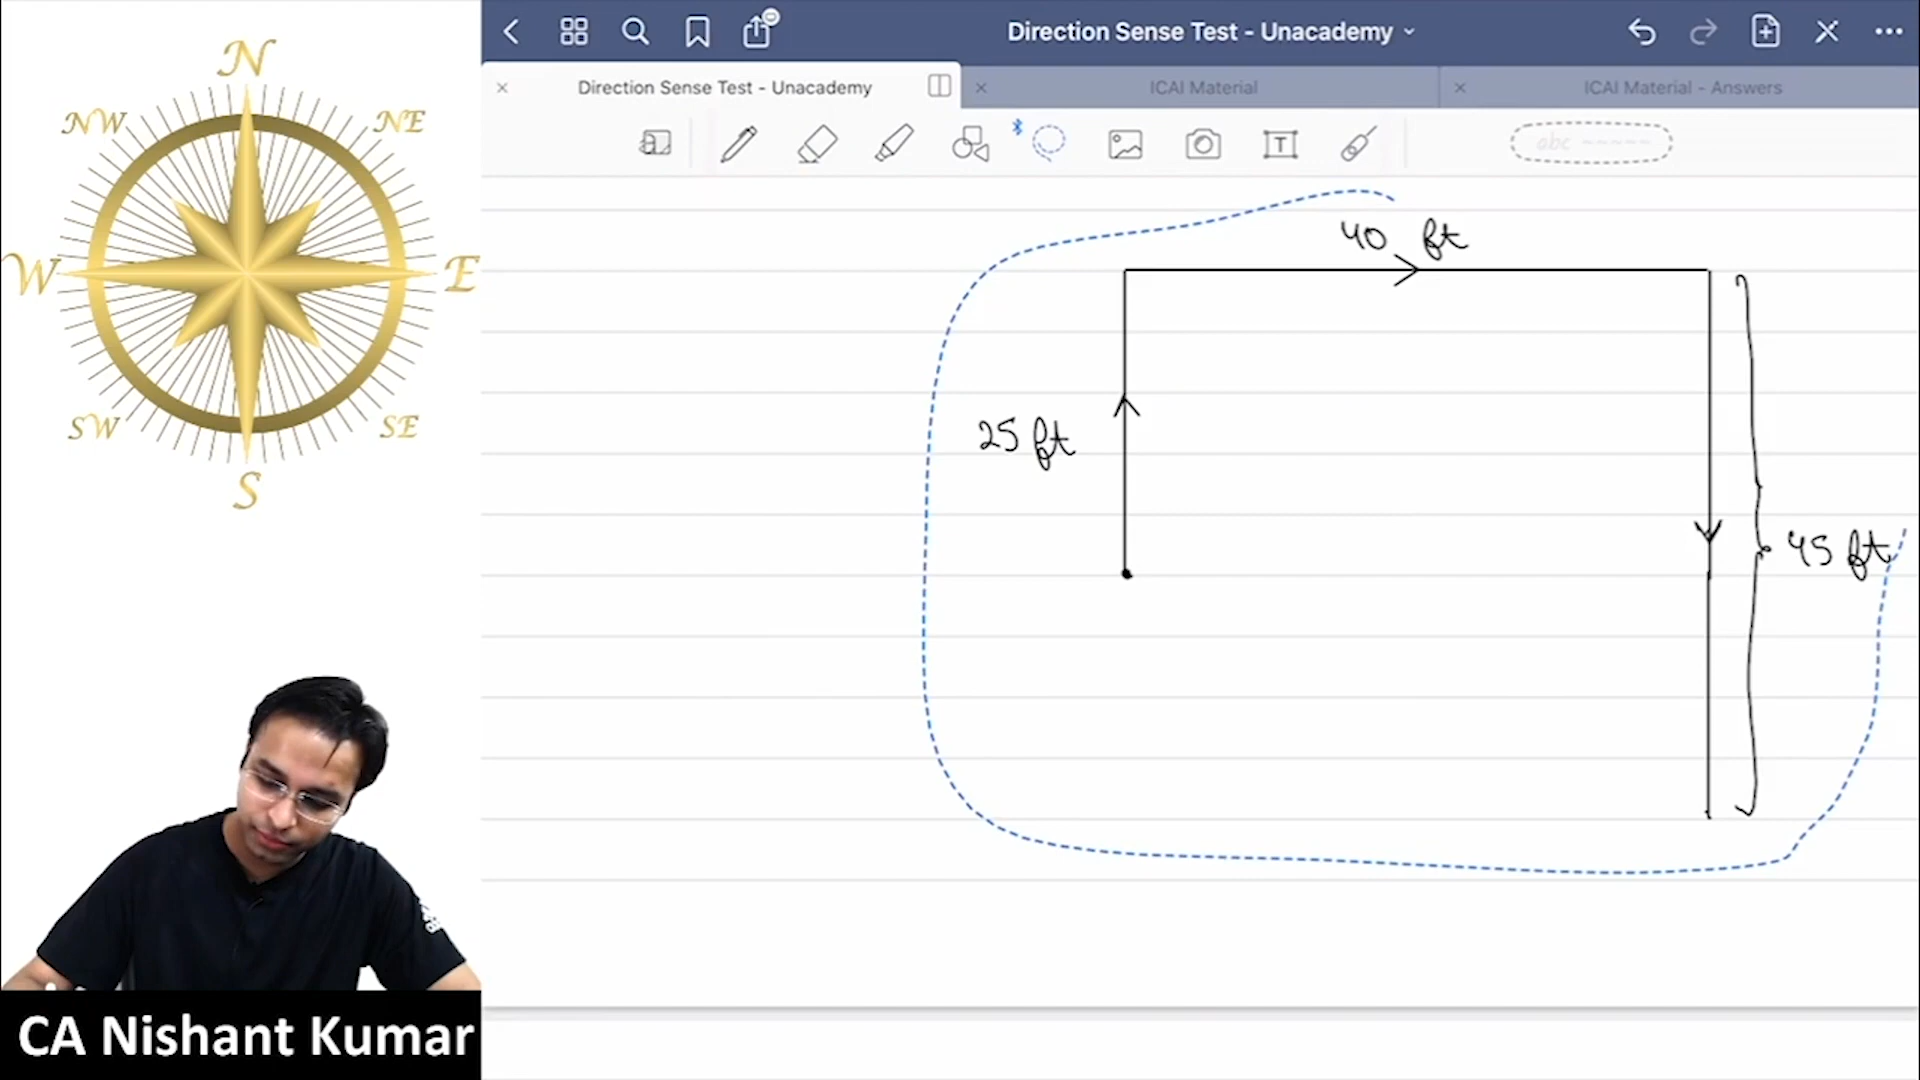 N
NW
NE
W
E
SW
SE
S
Direction Sense Test - Unacademy
Direction Sense Test - Unacademy
ICAI Material
ICAI Material - Answers
T
abc
40 ft
25 ft
45 ft
CA Nishant Kumar